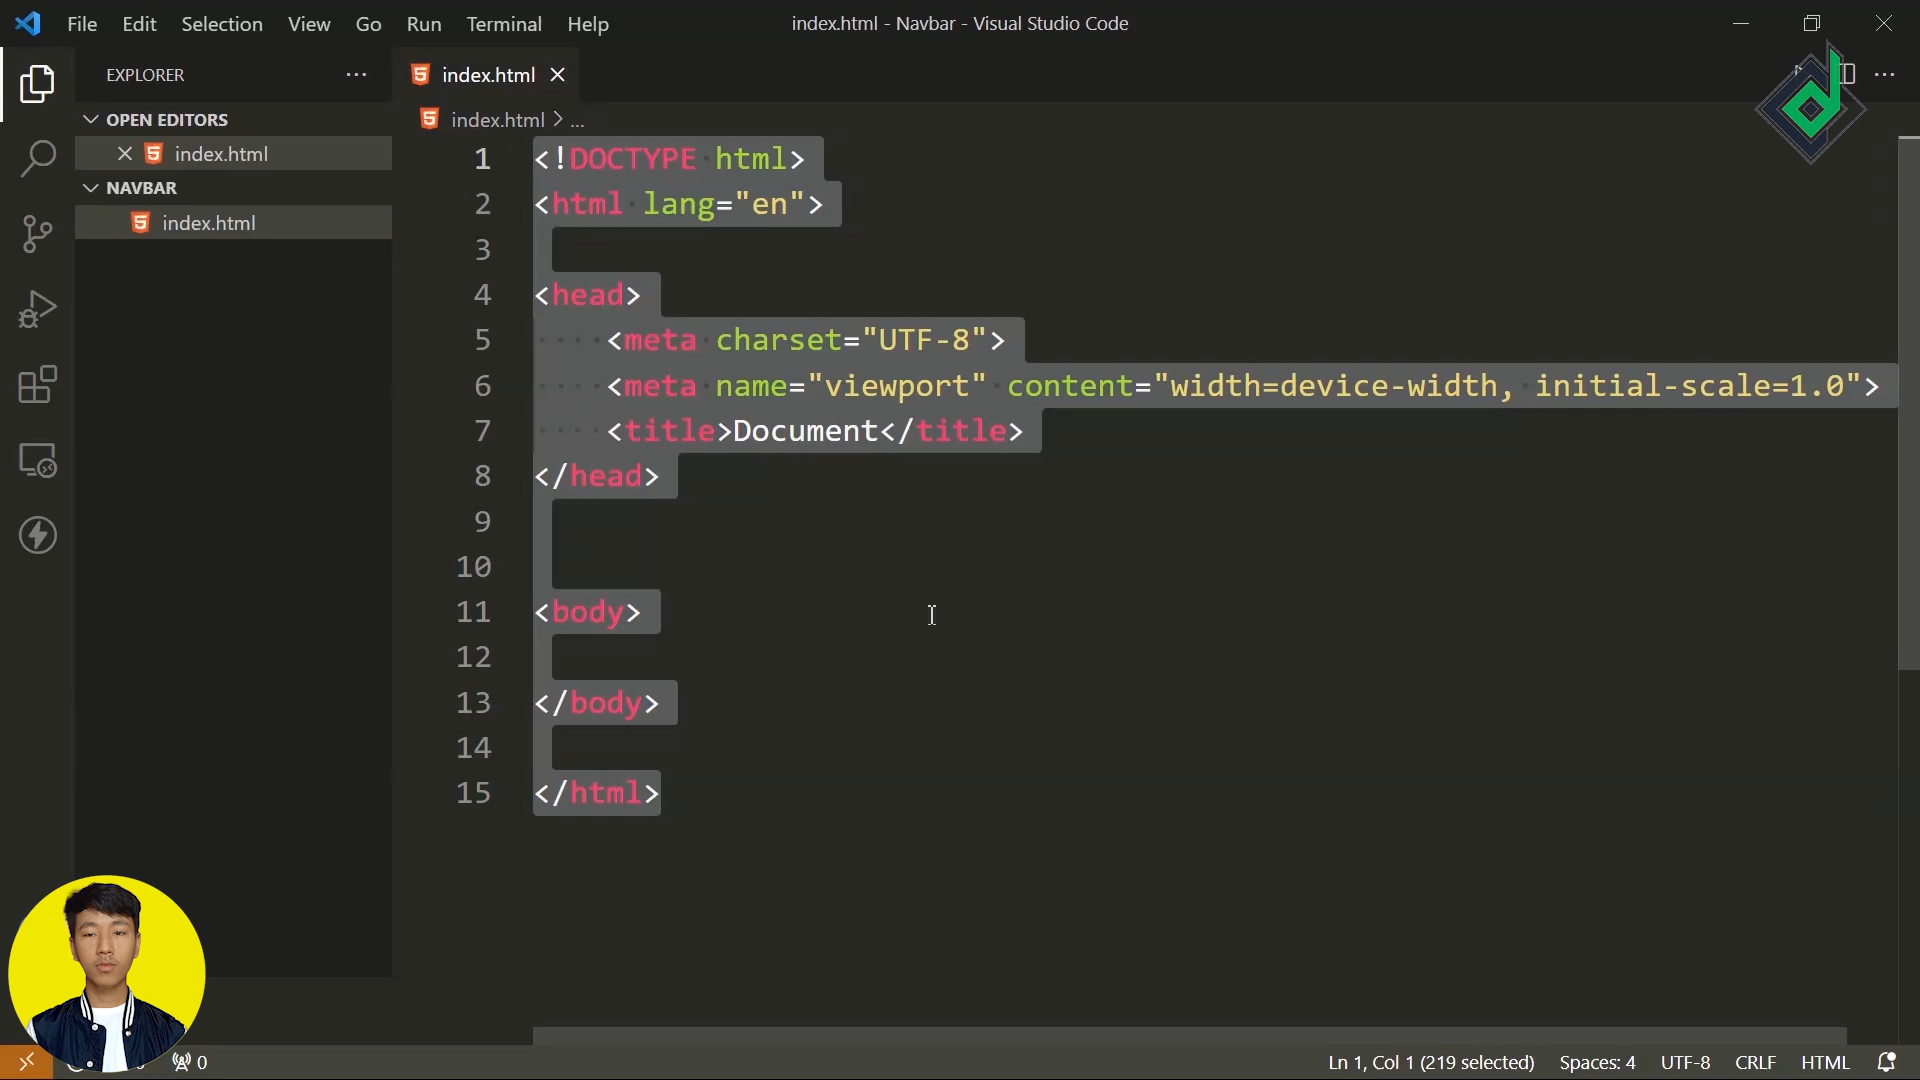 File Edit Selection View Go Run Terminal Help
index.html - Navbar - Visual Studio Code
EXPLORER
index.html
OPEN EDITORS
index.html
NAVBAR
index.html
index.html > ...
1 <!DOCTYPE html>
2 <html lang="en">
3
4 <head>
5 <meta charset="UTF-8">
6 <meta name="viewport" content="width=device-width, initial-scale=1.0">
7 <title>Document</title>
8 </head>
9
10
11 <body>
12
13 </body>
14
15 </html>
0
Ln 1, Col 1 (219 selected) Spaces: 4 UTF-8 CRLF HTML